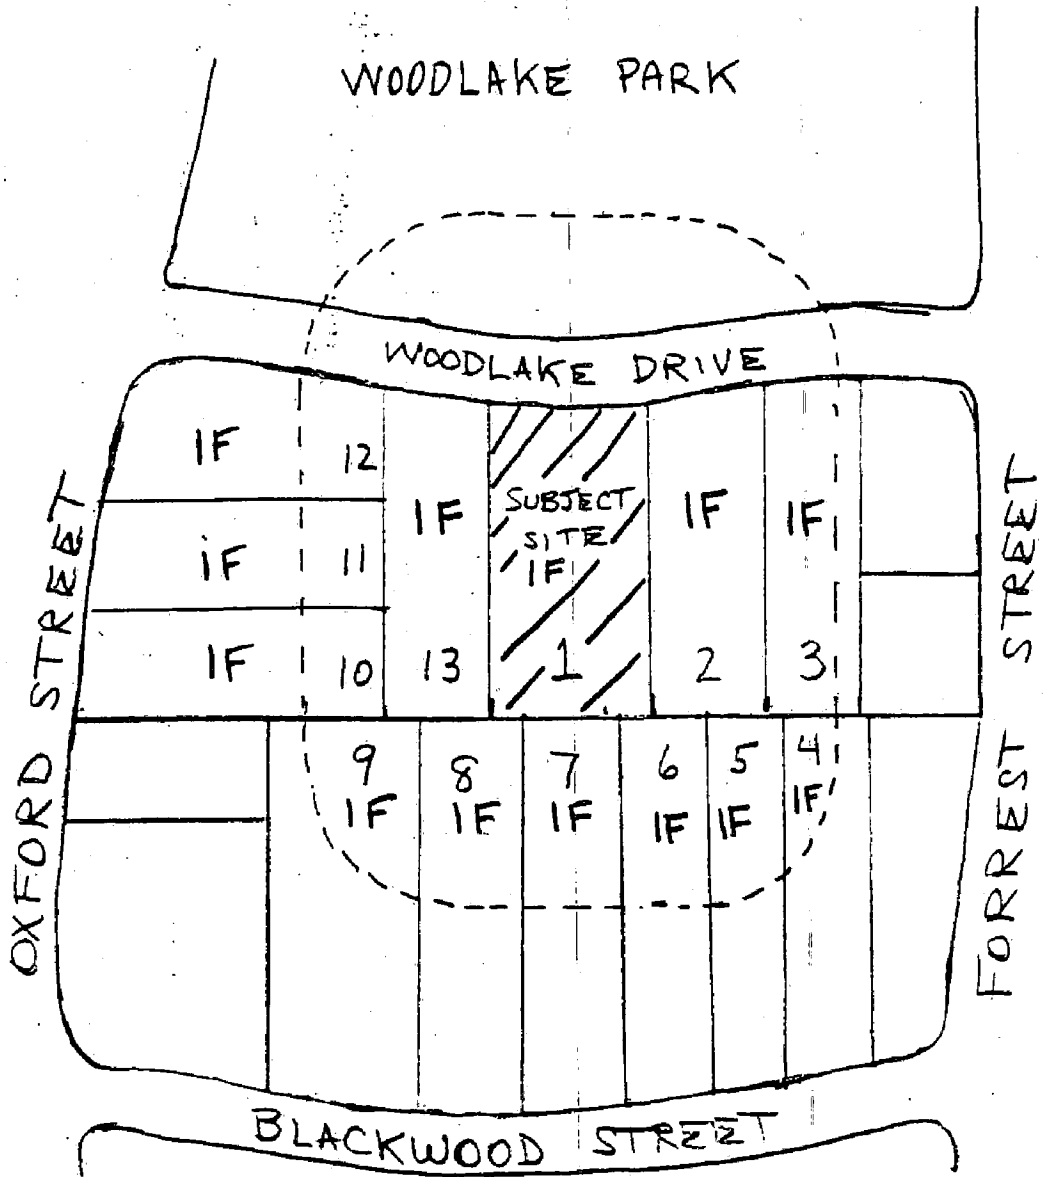 WOODLAKE PARK
WOODLAKE DRIVE
1F 12
1F 11
1F 10
1F
13
SUBJECT
SITE
1F
1
1F
2
1F
3
9
1F
8
1F
7
1F
6
1F
5
1F
4
1F
OXFORD STREET
FORREST STREET
BLACKWOOD STREET